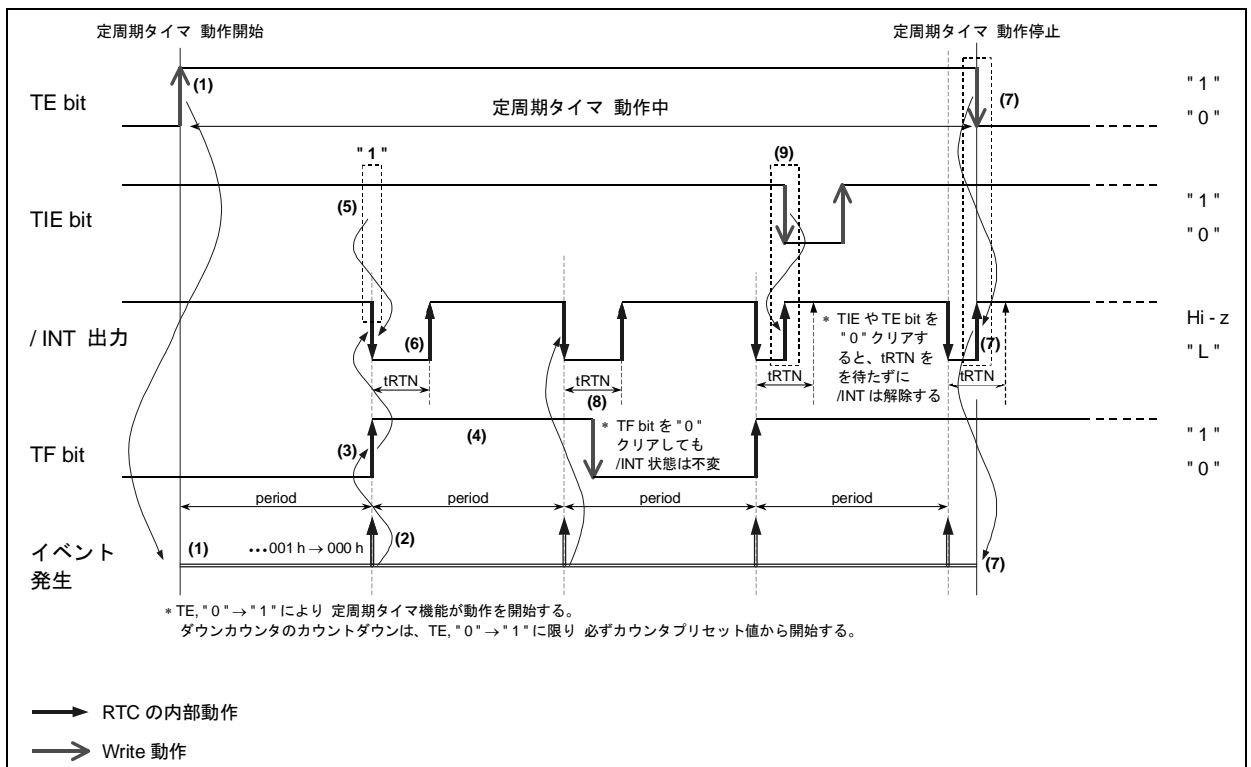 定周期タイマ 動作開始
定周期タイマ 動作停止
TE bit
(1)
定周期タイマ 動作中
(7)
" 1 "
" 0 "
" 1 "
(9)
TIE bit
(5)
" 1 "
" 0 "
/ INT 出力
(6)
tRTN
tRTN
tRTN
* TIE や TE bit を
" 0 " クリアす
ると、tRTN を
を待たずに
/INT は解除する
(7)
tRTN
Hi - z
" L "
TF bit
(3)
(4)
(8)
* TF bit を " 0 "
クリアしても
/INT 状態は不変
" 1 "
" 0 "
period
period
period
period
イベント
発生
(1)
•••001 h → 000 h
(2)
(7)
* TE, " 0 " → " 1 " により 定周期タイマ機能が動作を開始する。
ダウンカウンタのカウントダウンは、TE, " 0 " → " 1 " に限り 必ずカウンタプリセット値から開始する。
RTC の内部動作
Write 動作